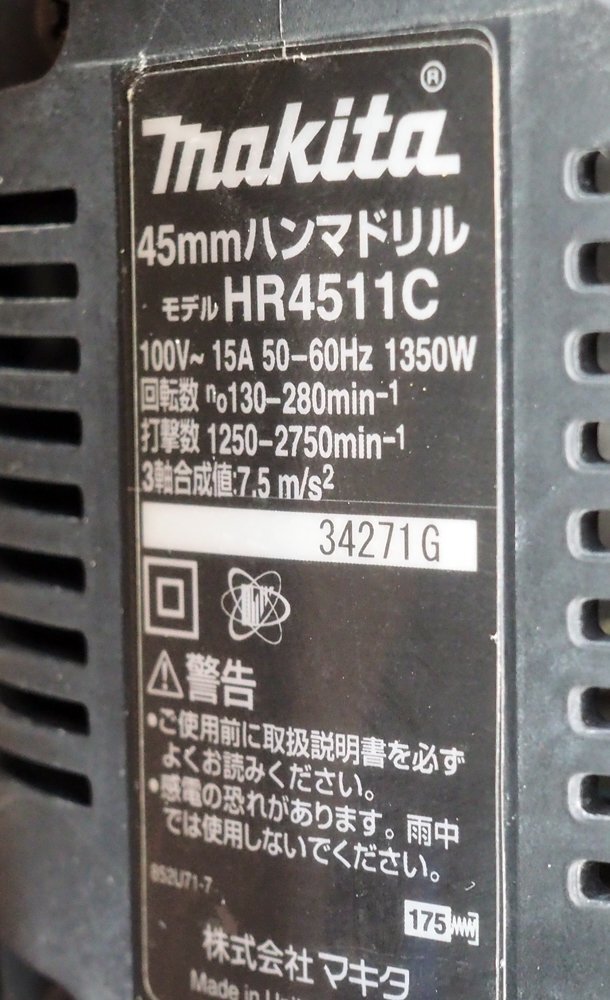 makita®
45mmハンマドリル
モデル HR4511C
100V~ 15A 50-60Hz 1350W
回転数 n₀130-280min⁻¹
打撃数 1250-2750min⁻¹
3軸合成値:7.5 m/s²
34271G
⚠警告
•ご使用前に取扱説明書を必ず
よくお読みください。
•感電の恐れがあります。雨中
では使用しないでください。
852U71-7
175
株式会社マキタ
Made in